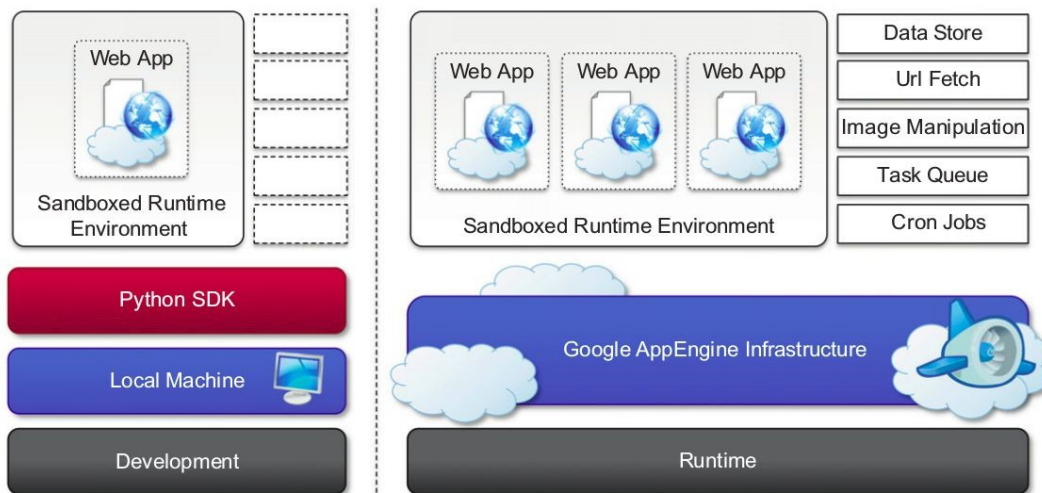 Web App
Sandboxed Runtime
Environment
Python SDK
Local Machine
Development
Web App
Web App
Web App
Sandboxed Runtime Environment
Data Store
Url Fetch
Image Manipulation
Task Queue
Cron Jobs
Google AppEngine Infrastructure
Runtime